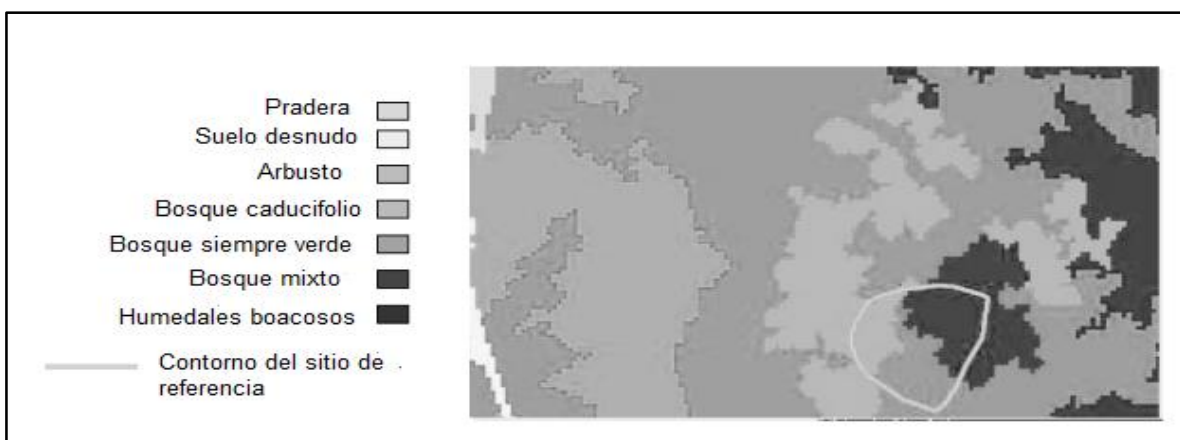 Pradera
Suelo desnudo
Arbusto
Bosque caducifolio
Bosque siempre verde
Bosque mixto
Humedales boacosos
Contorno del sitio de
referencia